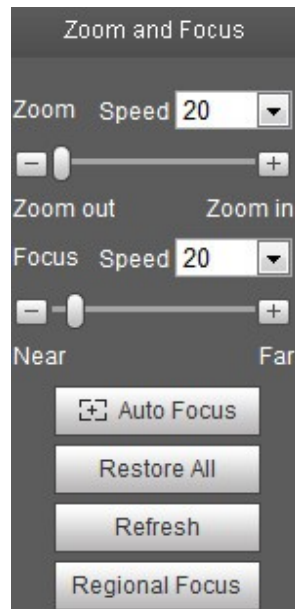 Zoom and Focus
Zoom Speed 20
Zoom out Zoom in
Focus Speed 20
Near Far
Auto Focus
Restore All
Refresh
Regional Focus